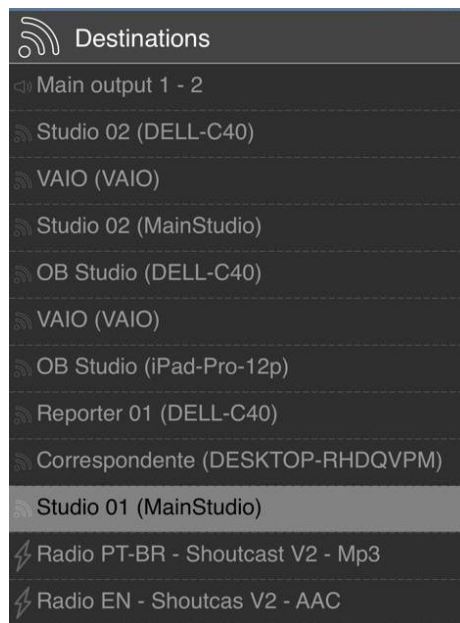 Destinations
Main output 1 - 2
Studio 02 (DELL-C40)
VAIO (VAIO)
Studio 02 (MainStudio)
OB Studio (DELL-C40)
VAIO (VAIO)
OB Studio (iPad-Pro-12p)
Reporter 01 (DELL-C40)
Correspondente (DESKTOP-RHDQVPM)
Studio 01 (MainStudio)
Radio PT-BR - Shoutcast V2 - Mp3
Radio EN - Shoutcas V2 - AAC